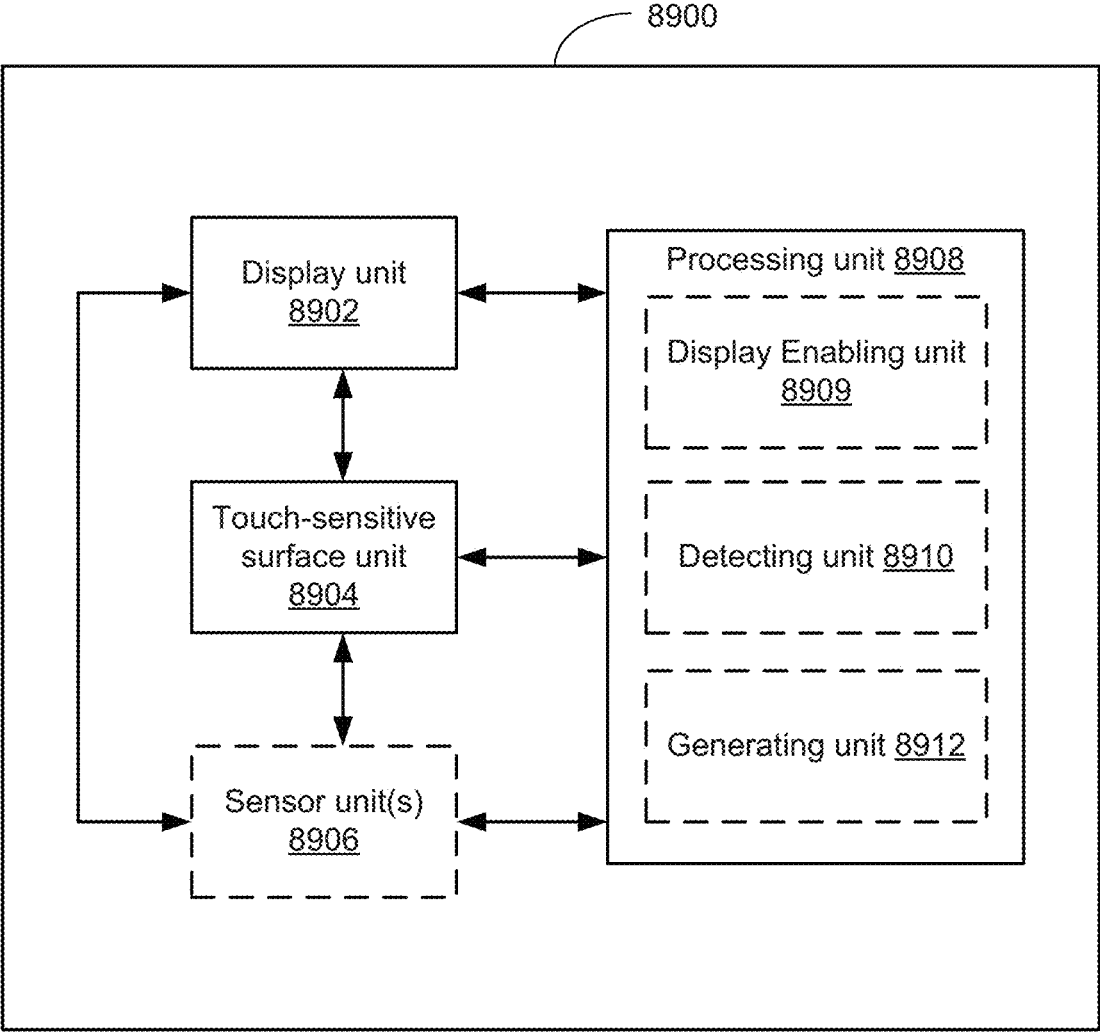 8900
Display unit
8902
Touch-sensitive
surface unit
8904
Sensor unit(s)
8906
Processing unit 8908
Display Enabling unit
8909
Detecting unit 8910
Generating unit 8912